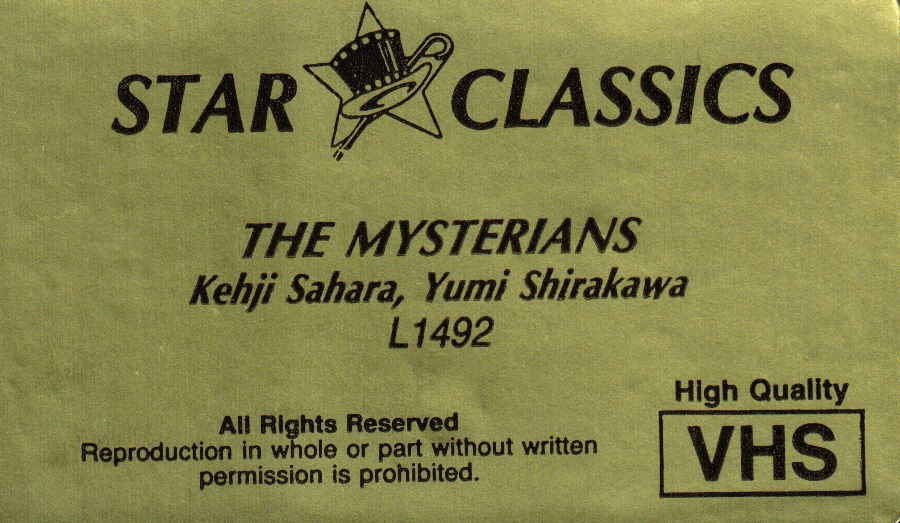 STAR CLASSICS
THE MYSTERIANS
Kehji Sahara, Yumi Shirakawa
L1492
All Rights Reserved
Reproduction in whole or part without written
permission is prohibited.
High Quality
VHS